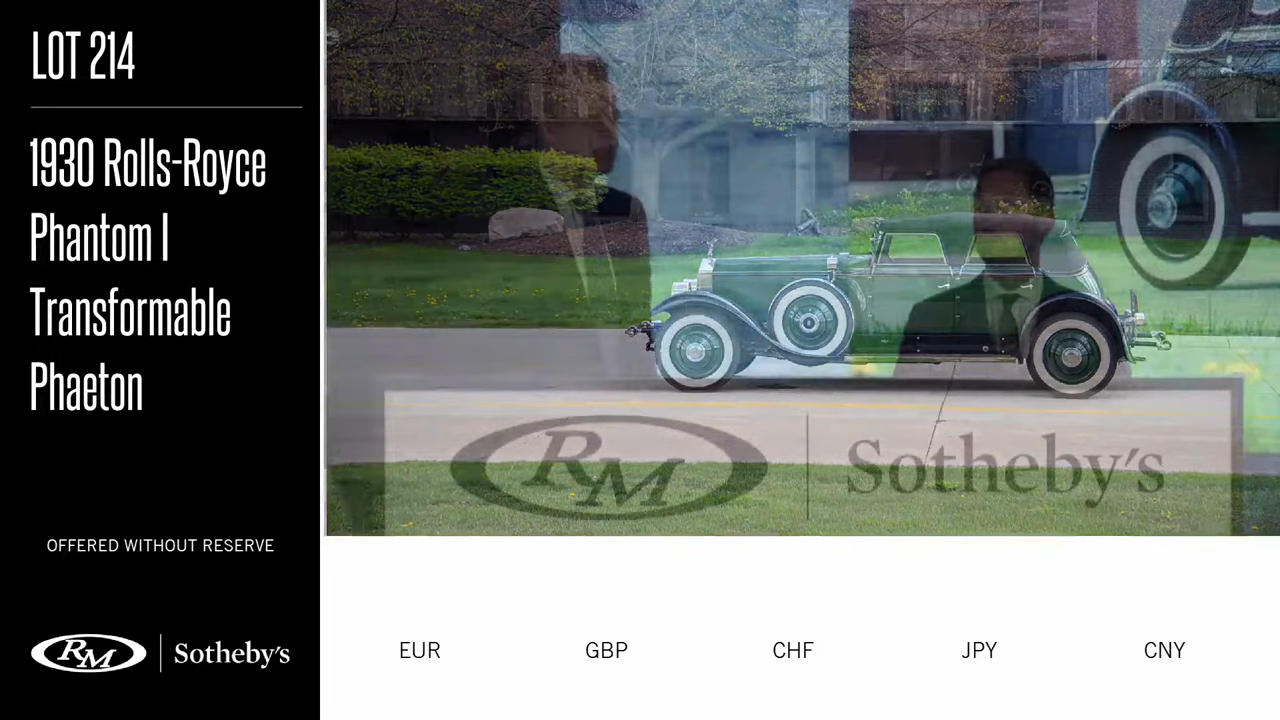 LOT 214
1930 Rolls-Royce
Phantom I
Transformable
Phaeton
OFFERED WITHOUT RESERVE
RM Sotheby's
RM Sotheby's
EUR GBP CHF JPY CNY